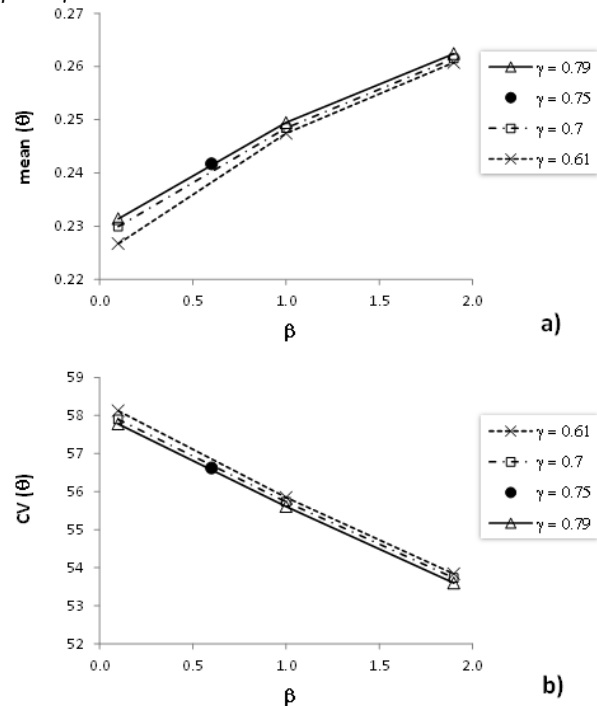 0.27
0.26
0.25
0.24
0.23
0.22
mean (θ)
0.0 0.5 1.0 1.5 2.0
β
γ = 0.79
γ = 0.75
γ = 0.7
γ = 0.61
a)
59
58
57
56
55
54
53
52
CV (θ)
0.0 0.5 1.0 1.5 2.0
β
γ = 0.61
γ = 0.7
γ = 0.75
γ = 0.79
b)